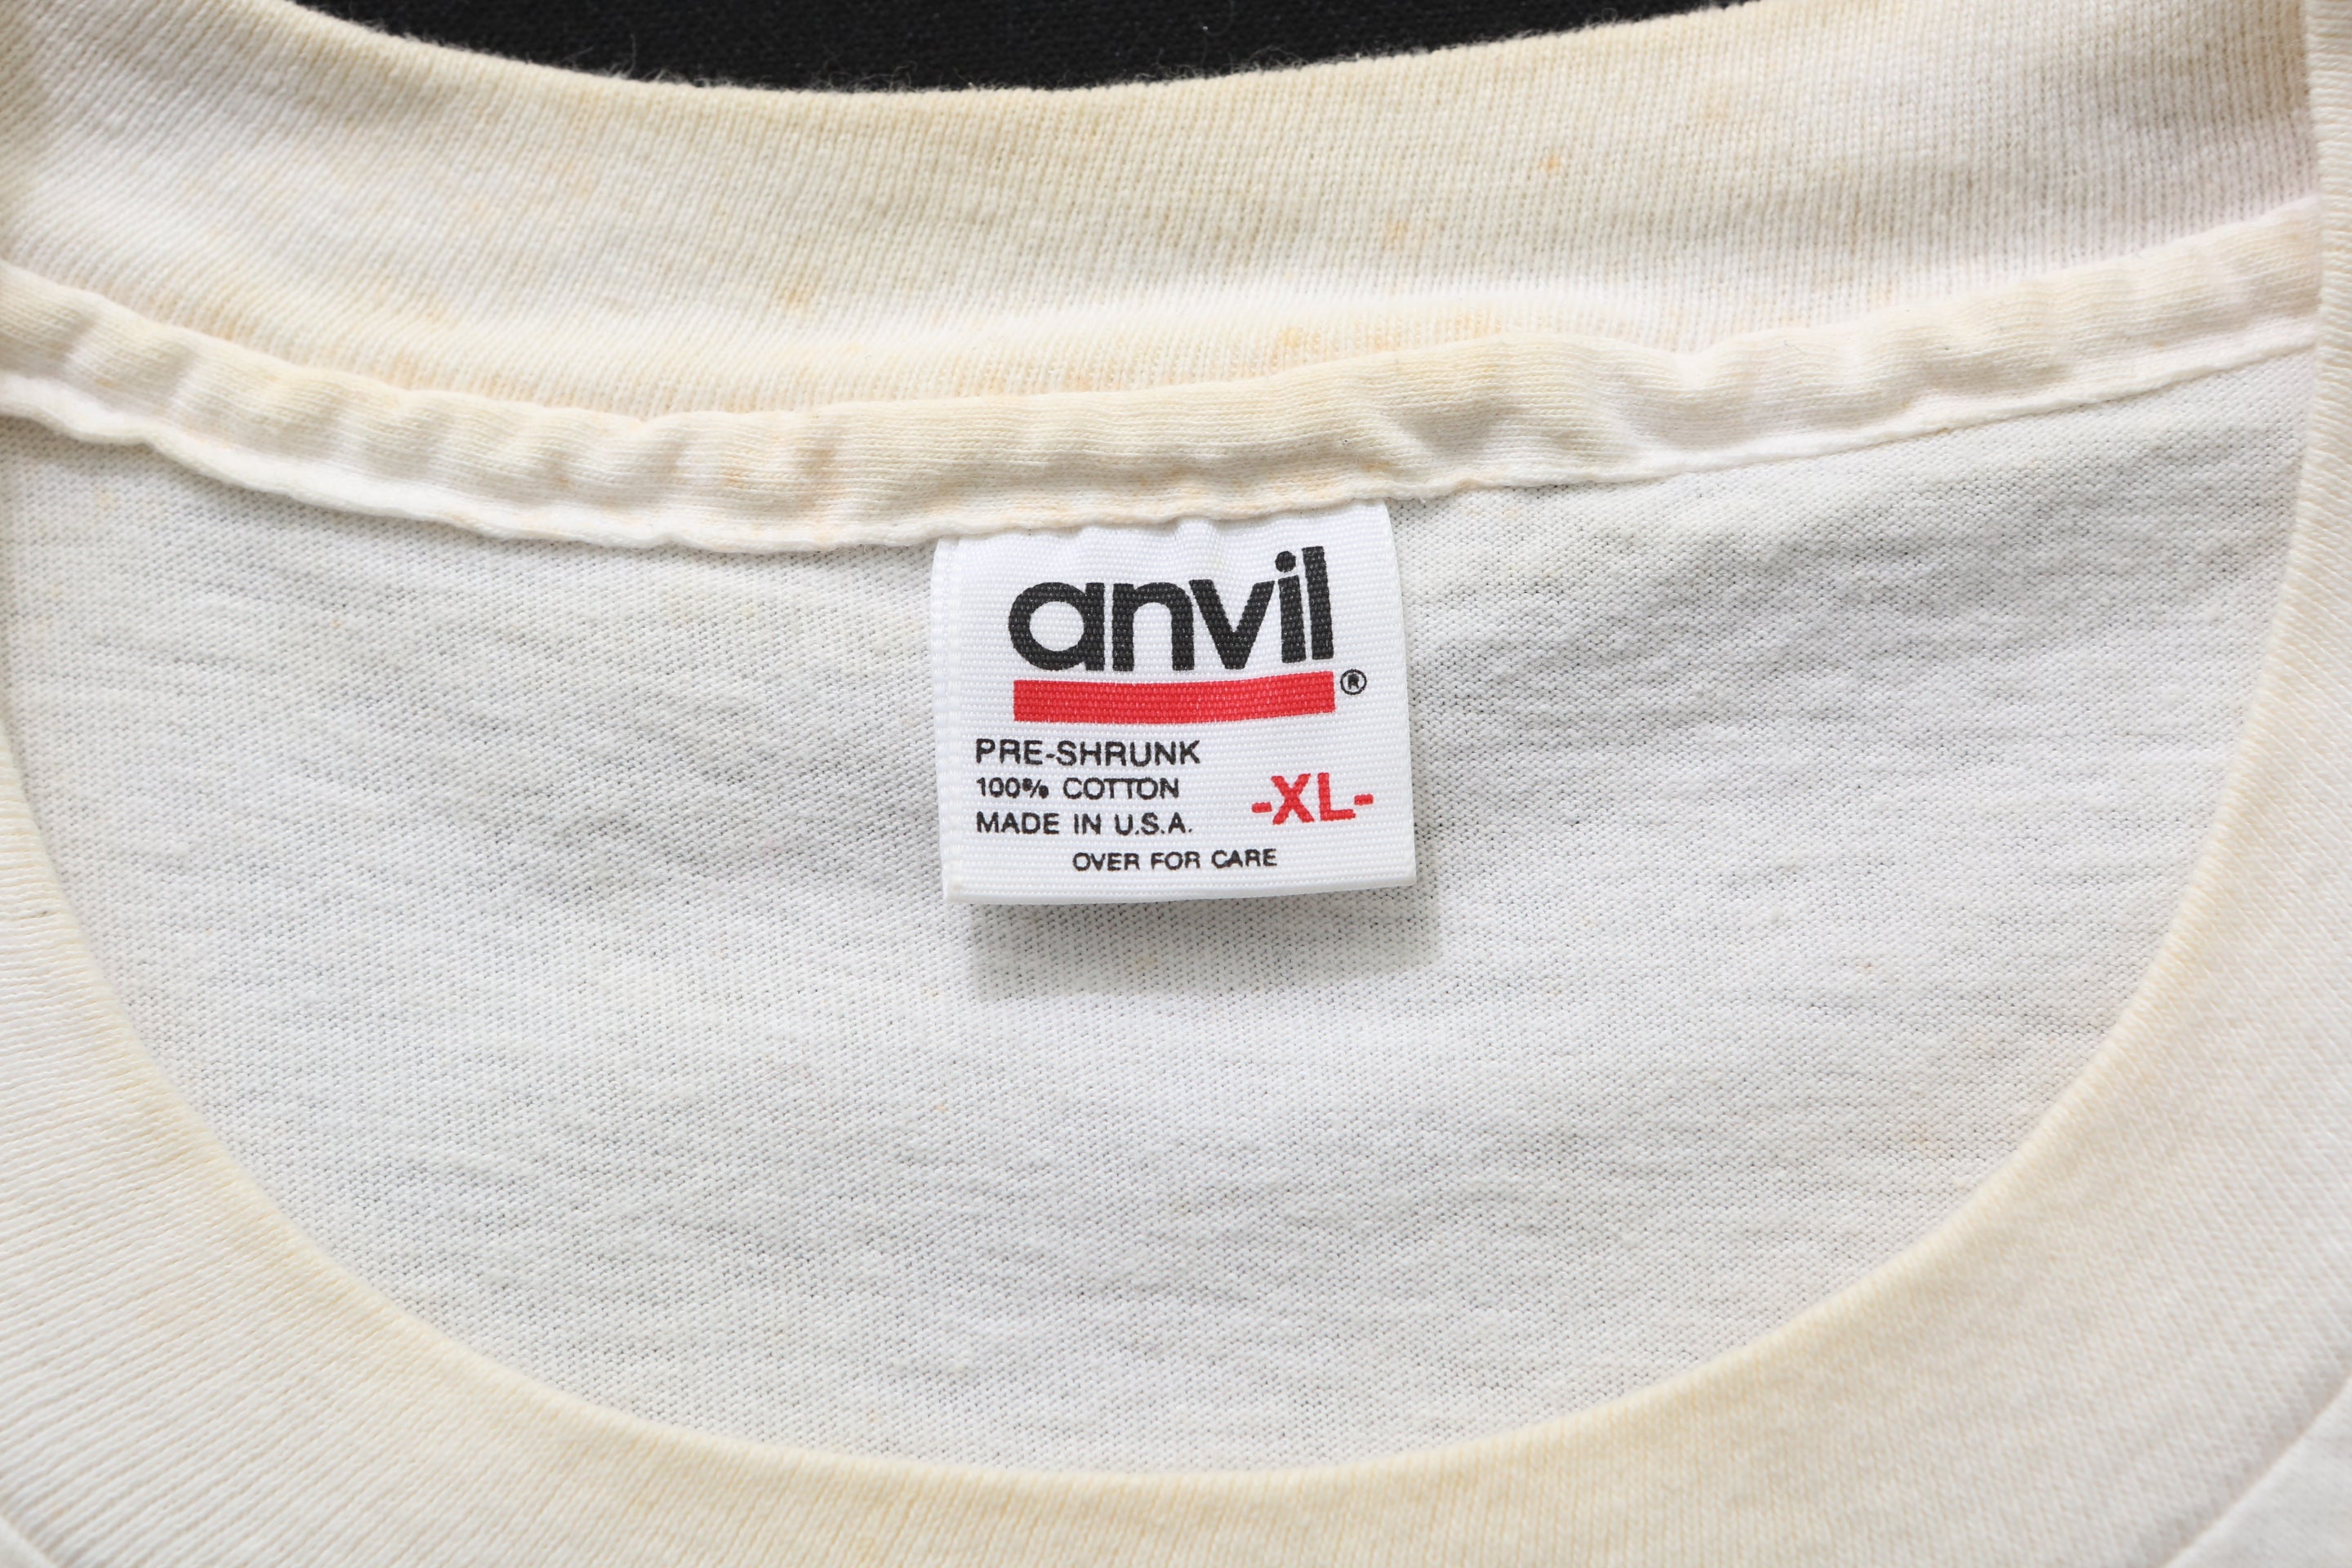 anvil
®
PRE-SHRUNK
100% COTTON
MADE IN U.S.A.
-XL-
OVER FOR CARE